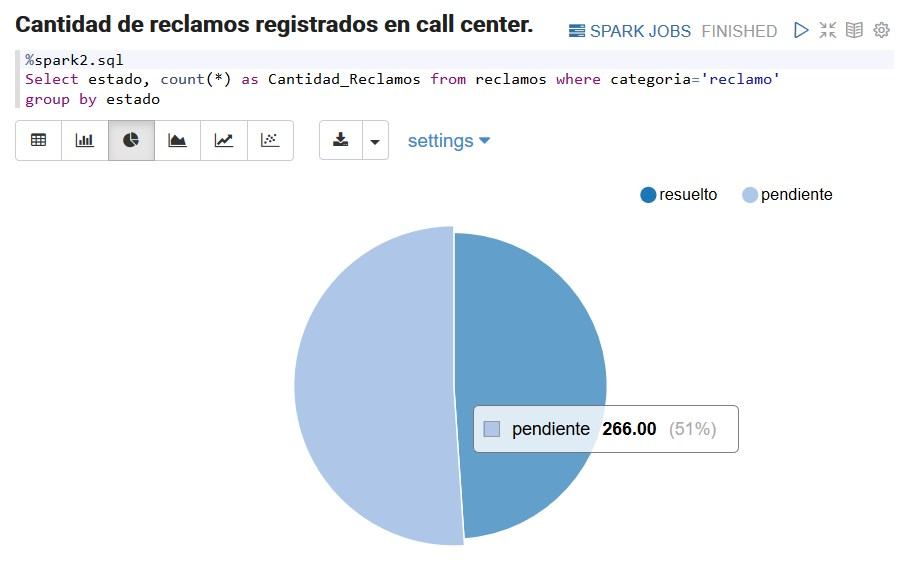 Cantidad de reclamos registrados en call center.
SPARK JOBS FINISHED
%spark2.sql
Select estado, count(*) as Cantidad_Reclamos from reclamos where categoria='reclamo'
group by estado
settings
resuelto pendiente
pendiente 266.00 (51%)